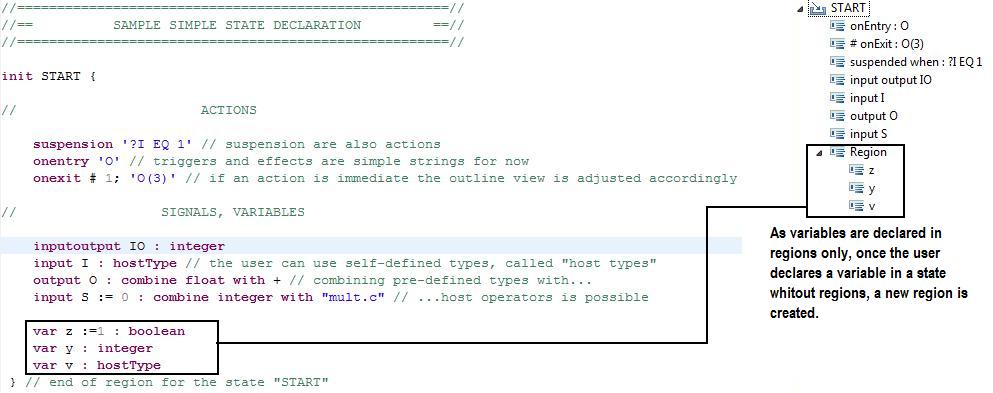 //=====================================================//
//== SAMPLE SIMPLE STATE DECLARATION ==//
//=====================================================//
init START {
// ACTIONS
suspension '?I EQ 1' // suspension are also actions
onentry 'O' // triggers and effects are simple strings for now
onexit # 1; 'O(3)' // if an action is immediate the outline view is adjusted accordingly
// SIGNALS, VARIABLES
inputoutput IO : integer
input I : hostType // the user can use self-defined types, called "host types"
output O : combine float with + // combining pre-defined types with...
input S := 0 : combine integer with "mult.c" // ...host operators is possible
var z :=1 : boolean
var y : integer
var v : hostType
} // end of region for the state "START"
START
onEntry : O
# onExit : O(3)
suspended when : ?I EQ 1
input output IO
input I
output O
input S
Region
z
y
v
As variables are declared in
regions only, once the user
declares a variable in a state
whitout regions, a new region is
created.